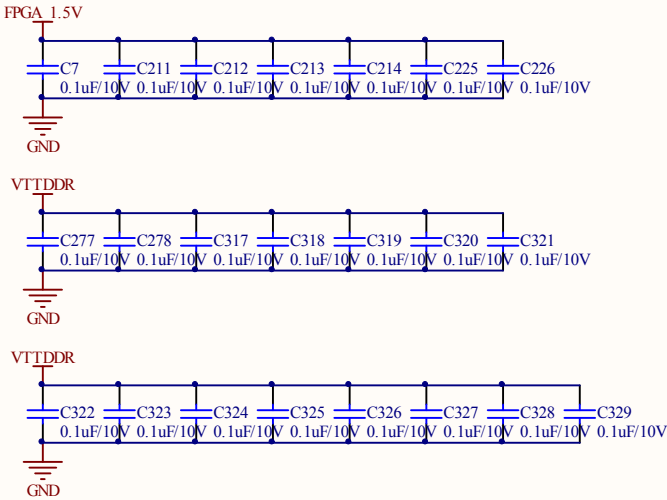 FPGA_1.5V
C7 C211 C212 C213 C214 C225 C226
0.1uF/10V 0.1uF/10V 0.1uF/10V 0.1uF/10V 0.1uF/10V 0.1uF/10V 0.1uF/10V
GND
VTTDDR
C277 C278 C317 C318 C319 C320 C321
0.1uF/10V 0.1uF/10V 0.1uF/10V 0.1uF/10V 0.1uF/10V 0.1uF/10V 0.1uF/10V
GND
VTTDDR
C322 C323 C324 C325 C326 C327 C328 C329
0.1uF/10V 0.1uF/10V 0.1uF/10V 0.1uF/10V 0.1uF/10V 0.1uF/10V 0.1uF/10V 0.1uF/10V
GND